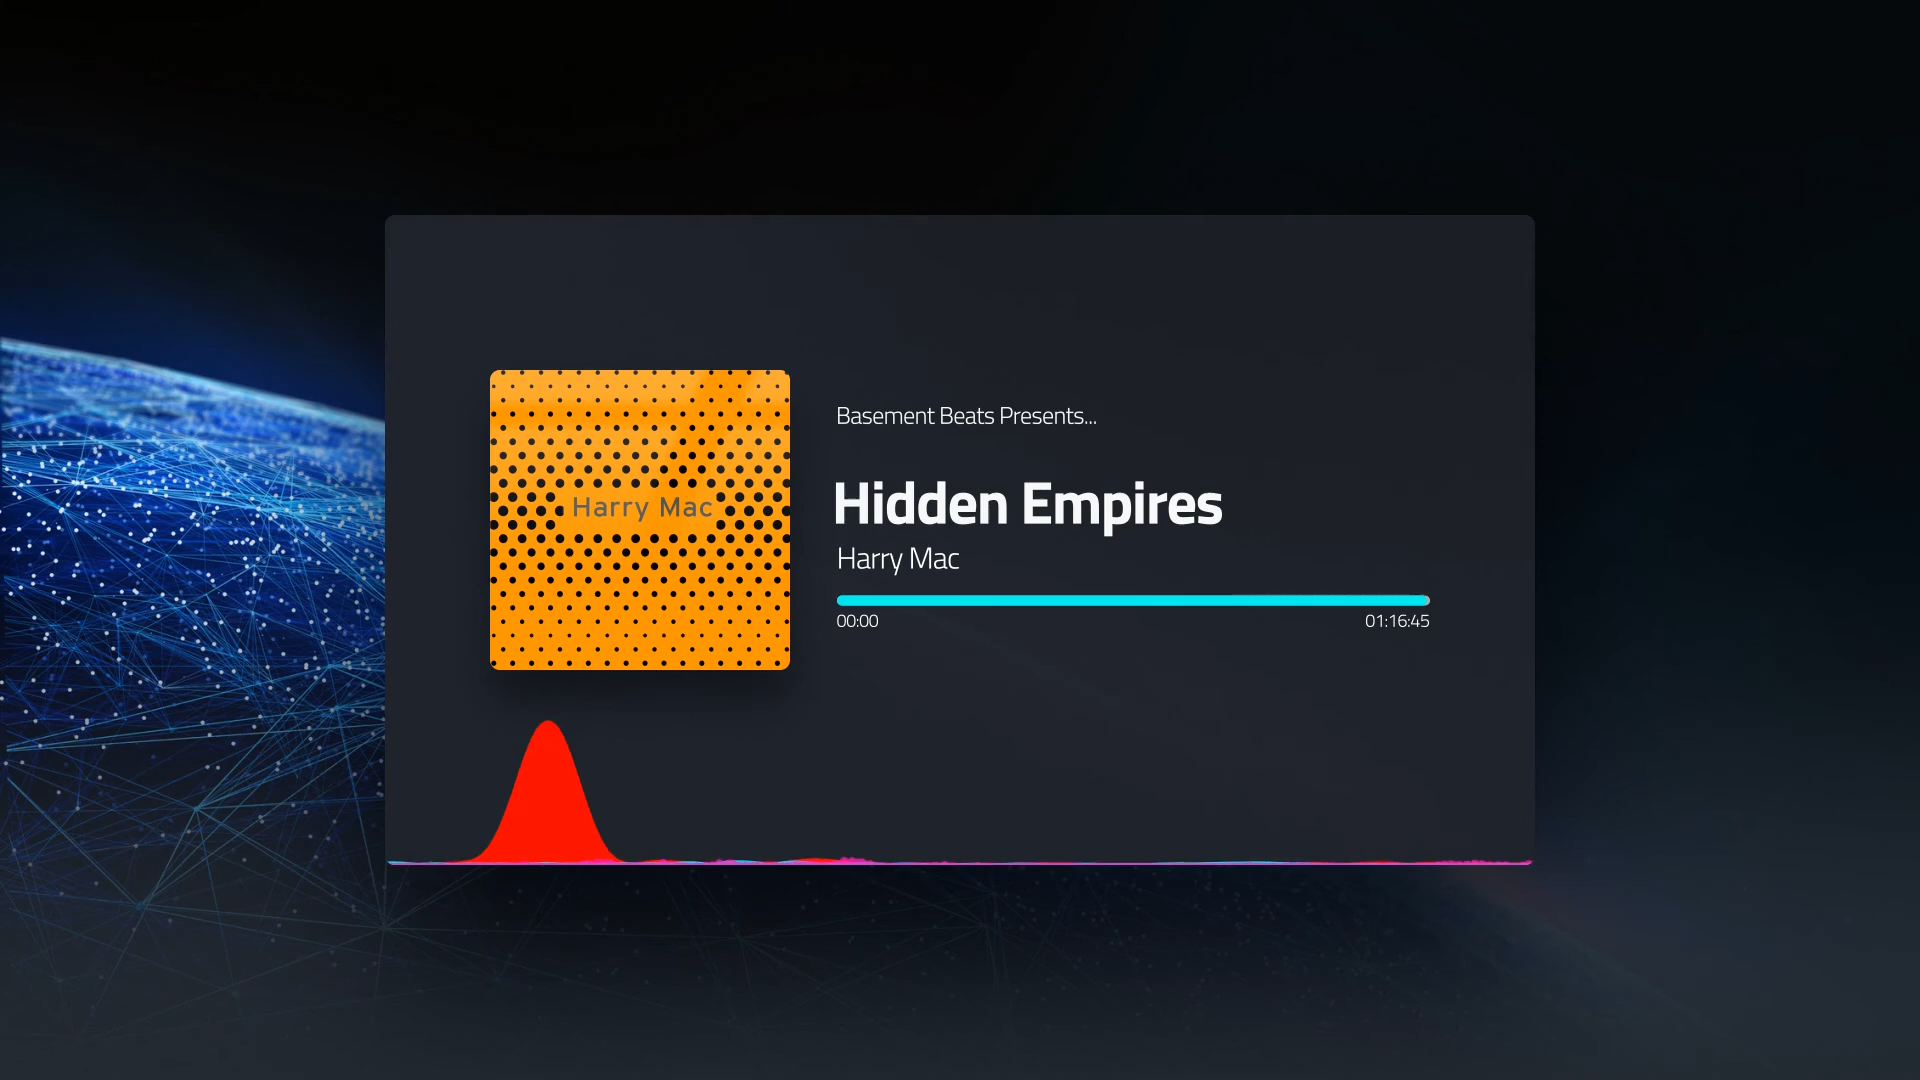 Harry Mac
Basement Beats Presents...
Hidden Empires
Harry Mac
00:00
01:16:45